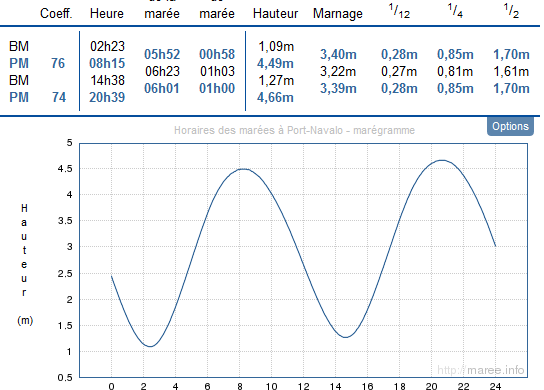 de la de
Coeff. Heure marée marée Hauteur Marnage 1/12 1/4 1/2
BM 02h23 1,09m
PM 76 08h15 05h52 00h58 4,49m 3,40m 0,28m 0,85m 1,70m
BM 14h38 06h23 01h03 1,27m 3,22m 0,27m 0,81m 1,61m
PM 74 20h39 06h01 01h00 4,66m 3,39m 0,28m 0,85m 1,70m
Options
Horaires des marées à Port-Navalo - marégramme
5
4.5
4
3.5
3
2.5
2
1.5
1
0.5
Hauteur
(m)
0 2 4 6 8 10 12 14 16 18 20 22 24
http://maree.info